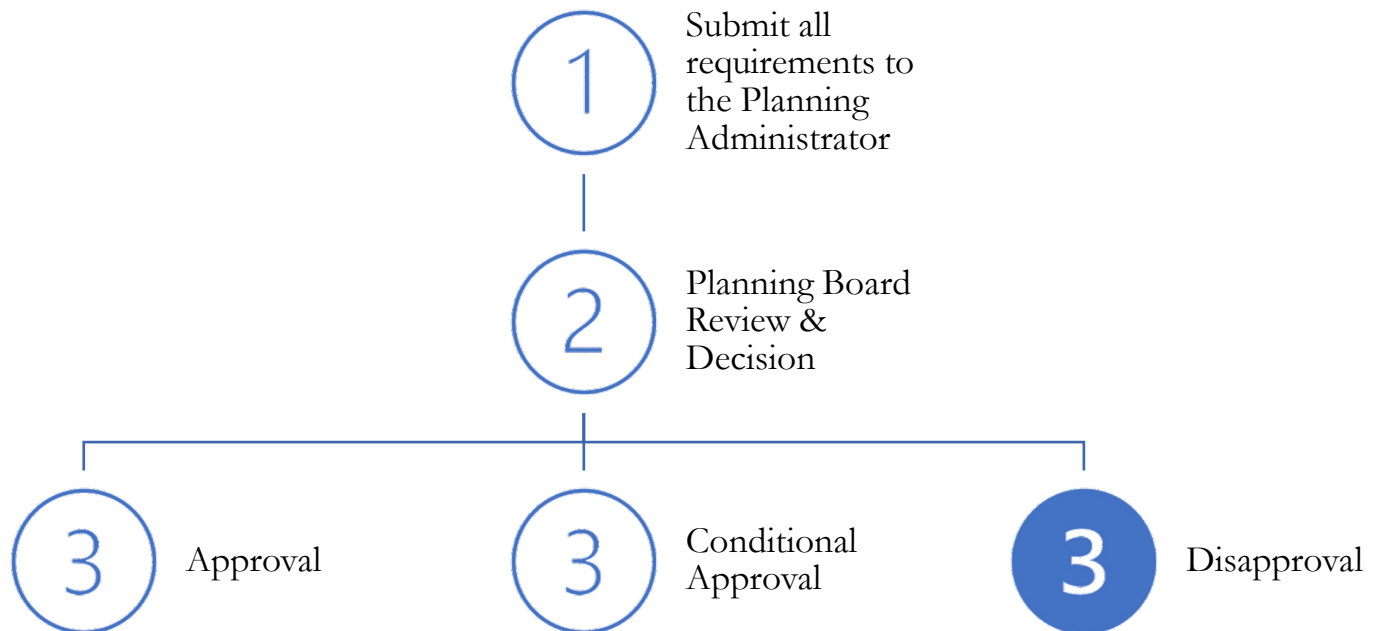 1
Submit all
requirements to
the Planning
Administrator
2
Planning Board
Review &
Decision
3
Approval
3
Conditional
Approval
3
Disapproval